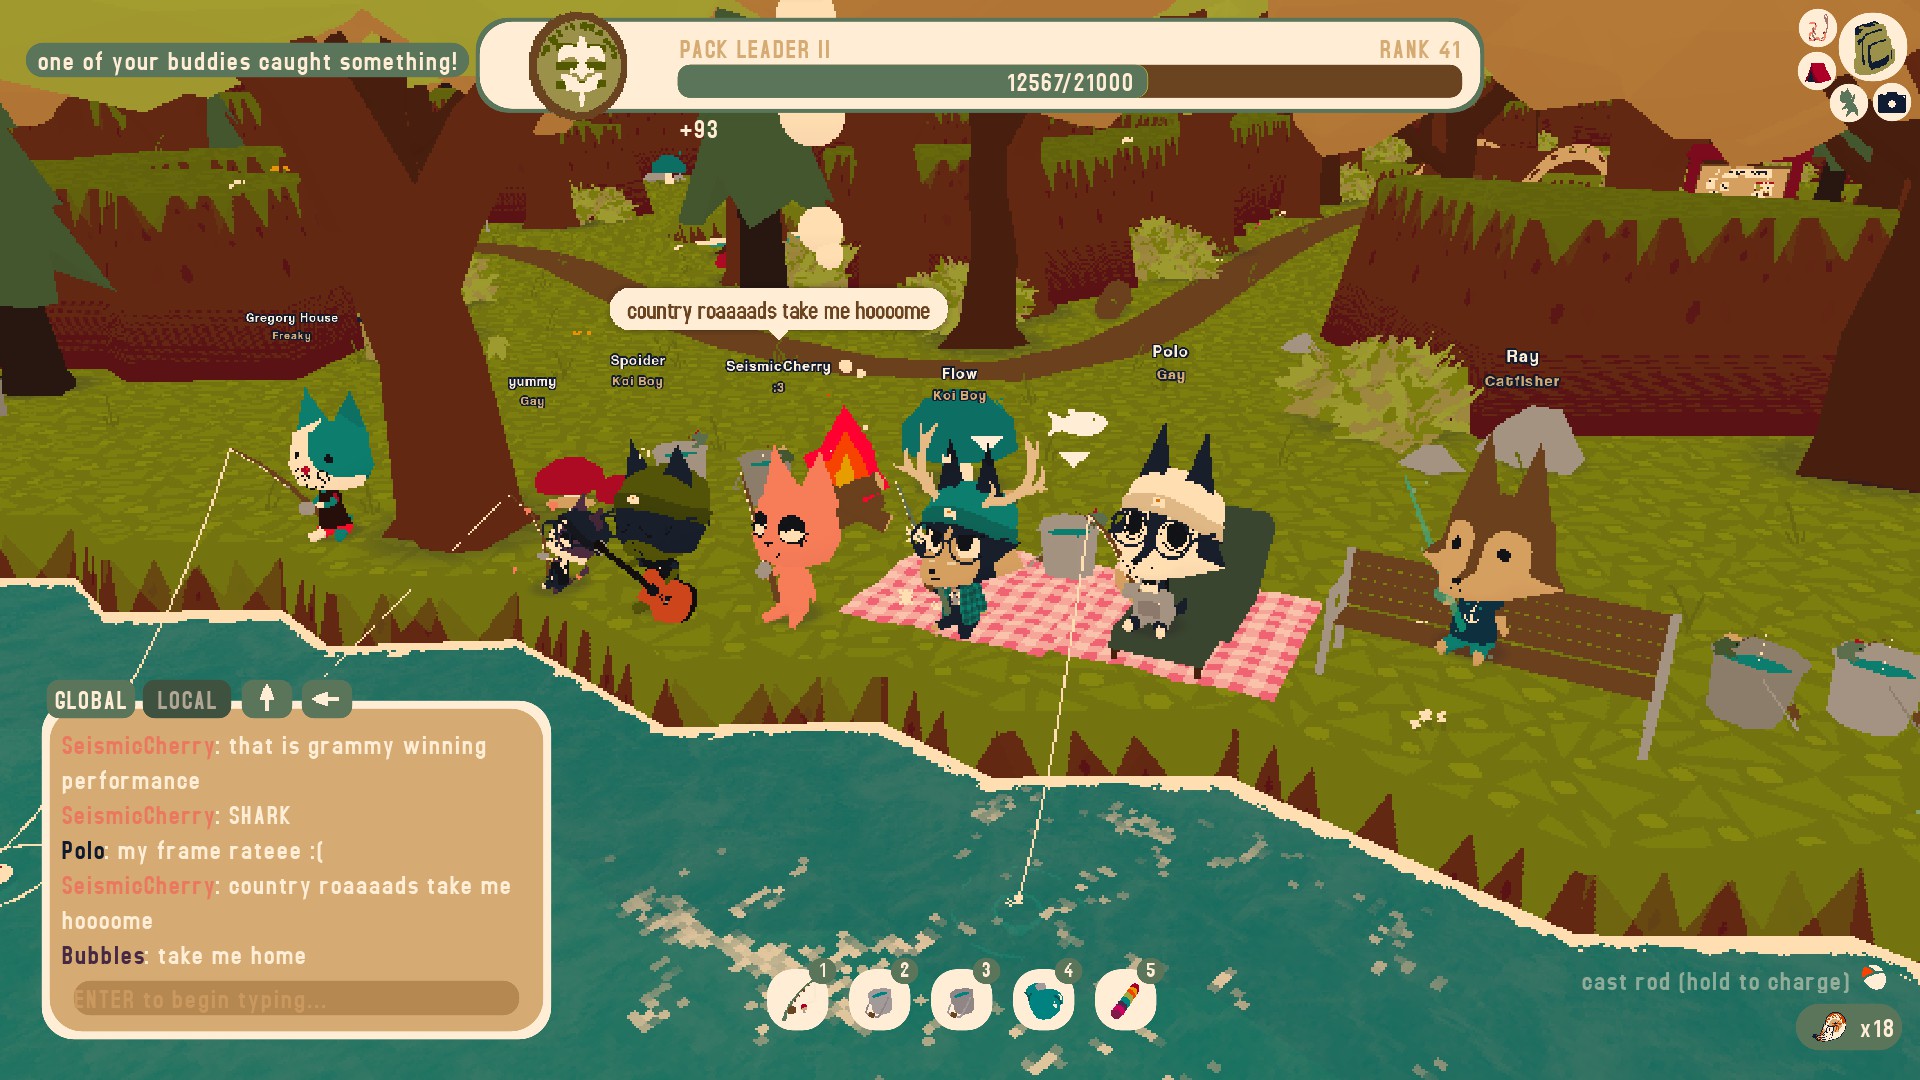 one of your buddies caught something!
PACK LEADER II
RANK 41
12567/21000
+93
country roaaaads take me hoooome
Gregory House
Freaky
yummy
Gay
Spoider
Koi Boy
SeismicCherry
:3
Flow
Koi Boy
Polo
Gay
Ray
Catfisher
GLOBAL
LOCAL
SeismicCherry: that is grammy winning
performance
SeismicCherry: SHARK
Polo: my frame rateee :(
SeismicCherry: country roaaaads take me
hoooome
Bubbles: take me home
ENTER to begin typing...
1
2
3
4
5
cast rod (hold to charge)
x18